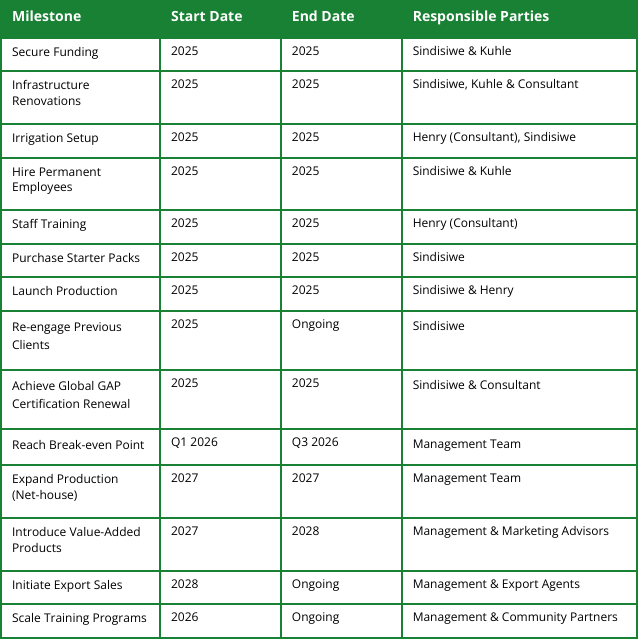 Milestone Start Date End Date Responsible Parties
Secure Funding 2025 2025 Sindisiwe & Kuhle
Infrastructure 2025 2025 Sindisiwe, Kuhle & Consultant
Renovations
Irrigation Setup 2025 2025 Henry (Consultant), Sindisiwe
Hire Permanent 2025 2025 Sindisiwe & Kuhle
Employees
Staff Training 2025 2025 Henry (Consultant)
Purchase Starter Packs 2025 2025 Sindisiwe
Launch Production 2025 2025 Sindisiwe & Henry
Re-engage Previous 2025 Ongoing Sindisiwe
Clients
Achieve Global GAP 2025 2025 Sindisiwe & Consultant
Certification Renewal
Reach Break-even Point Q1 2026 Q3 2026 Management Team
Expand Production 2027 2027 Management Team
(Net-house)
Introduce Value-Added 2027 2028 Management & Marketing Advisors
Products
Initiate Export Sales 2028 Ongoing Management & Export Agents
Scale Training Programs 2026 Ongoing Management & Community Partners